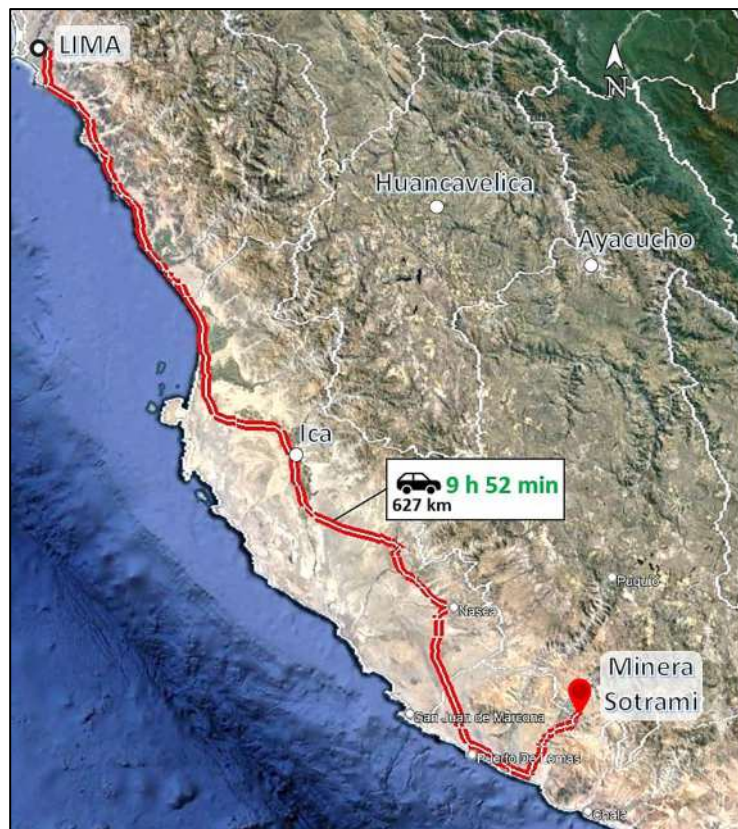 LIMA
N
Huancavelica
Ayacucho
Ica
9 h 52 min
627 km
Puquio
Nasca
Minera
Sotrami
San Juan de Marcona
Puerto De Lomas
Chala